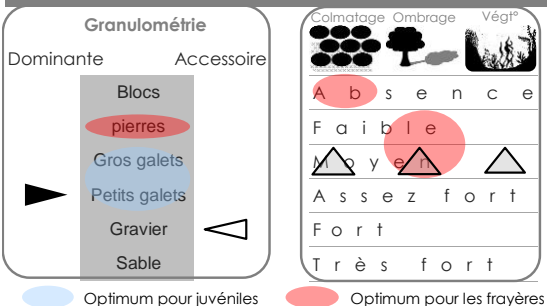 Granulométrie
Dominante Accessoire
Blocs
pierres
Gros galets
Petits galets
Gravier
Sable
Colmatage Ombrage Végt°
Absence
Faible
Moyen
Assez fort
Fort
Très fort
Optimum pour juvéniles Optimum pour les frayères